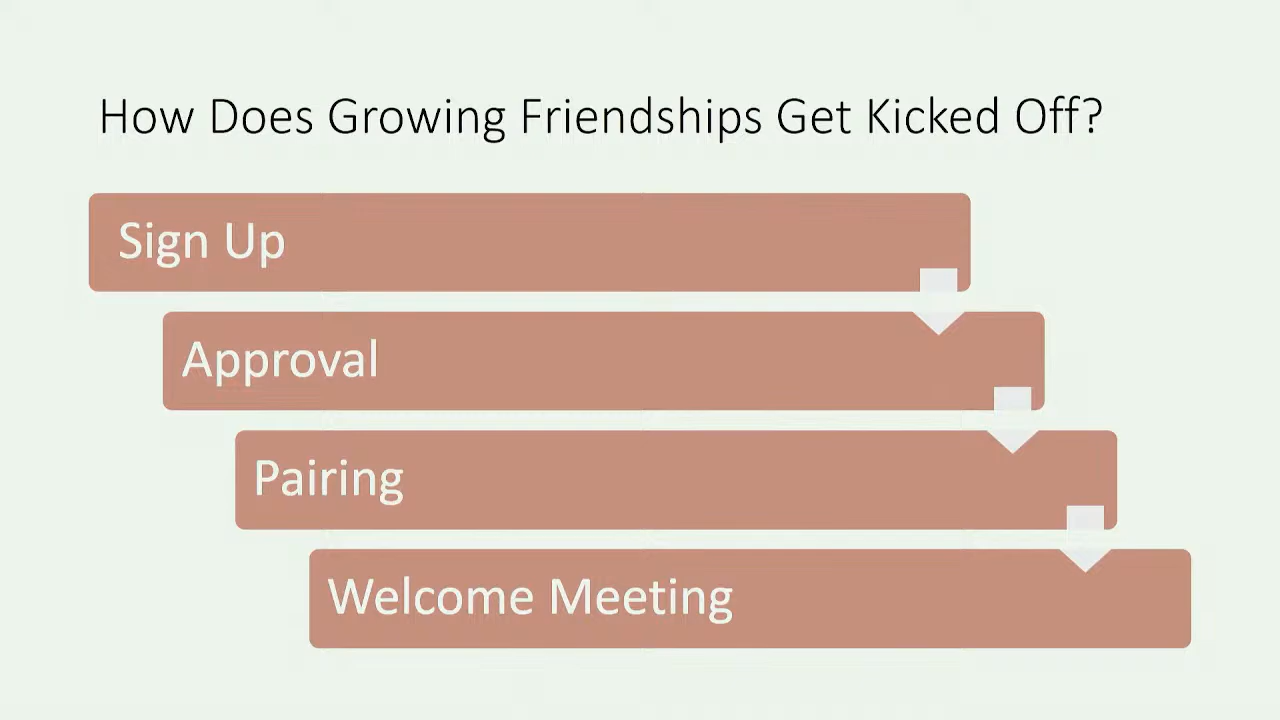 How Does Growing Friendships Get Kicked Off?
Sign Up
Approval
Pairing
Welcome Meeting